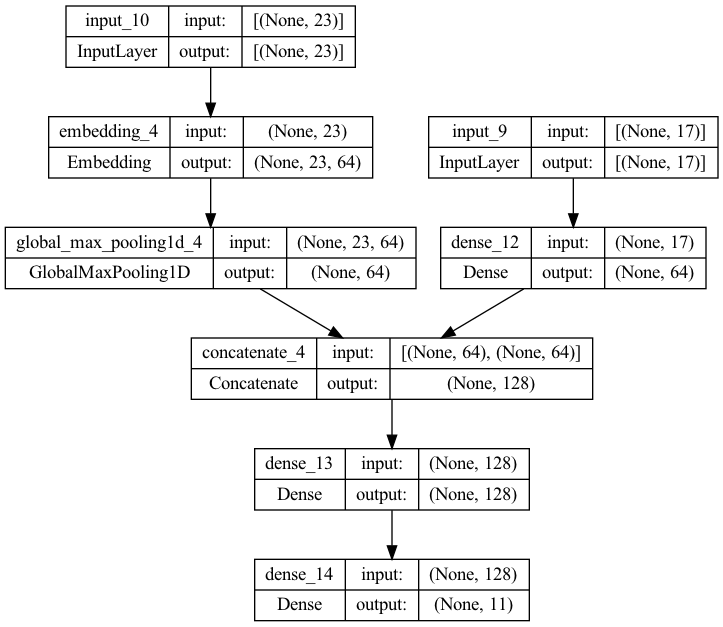 input_10 input: [(None, 23)]
InputLayer output: [(None, 23)]
embedding_4 input: (None, 23)
Embedding output: (None, 23, 64)
input_9 input: [(None, 17)]
InputLayer output: [(None, 17)]
global_max_pooling1d_4 input: (None, 23, 64)
GlobalMaxPooling1D output: (None, 64)
dense_12 input: (None, 17)
Dense output: (None, 64)
concatenate_4 input: [(None, 64), (None, 64)]
Concatenate output: (None, 128)
dense_13 input: (None, 128)
Dense output: (None, 128)
dense_14 input: (None, 128)
Dense output: (None, 11)